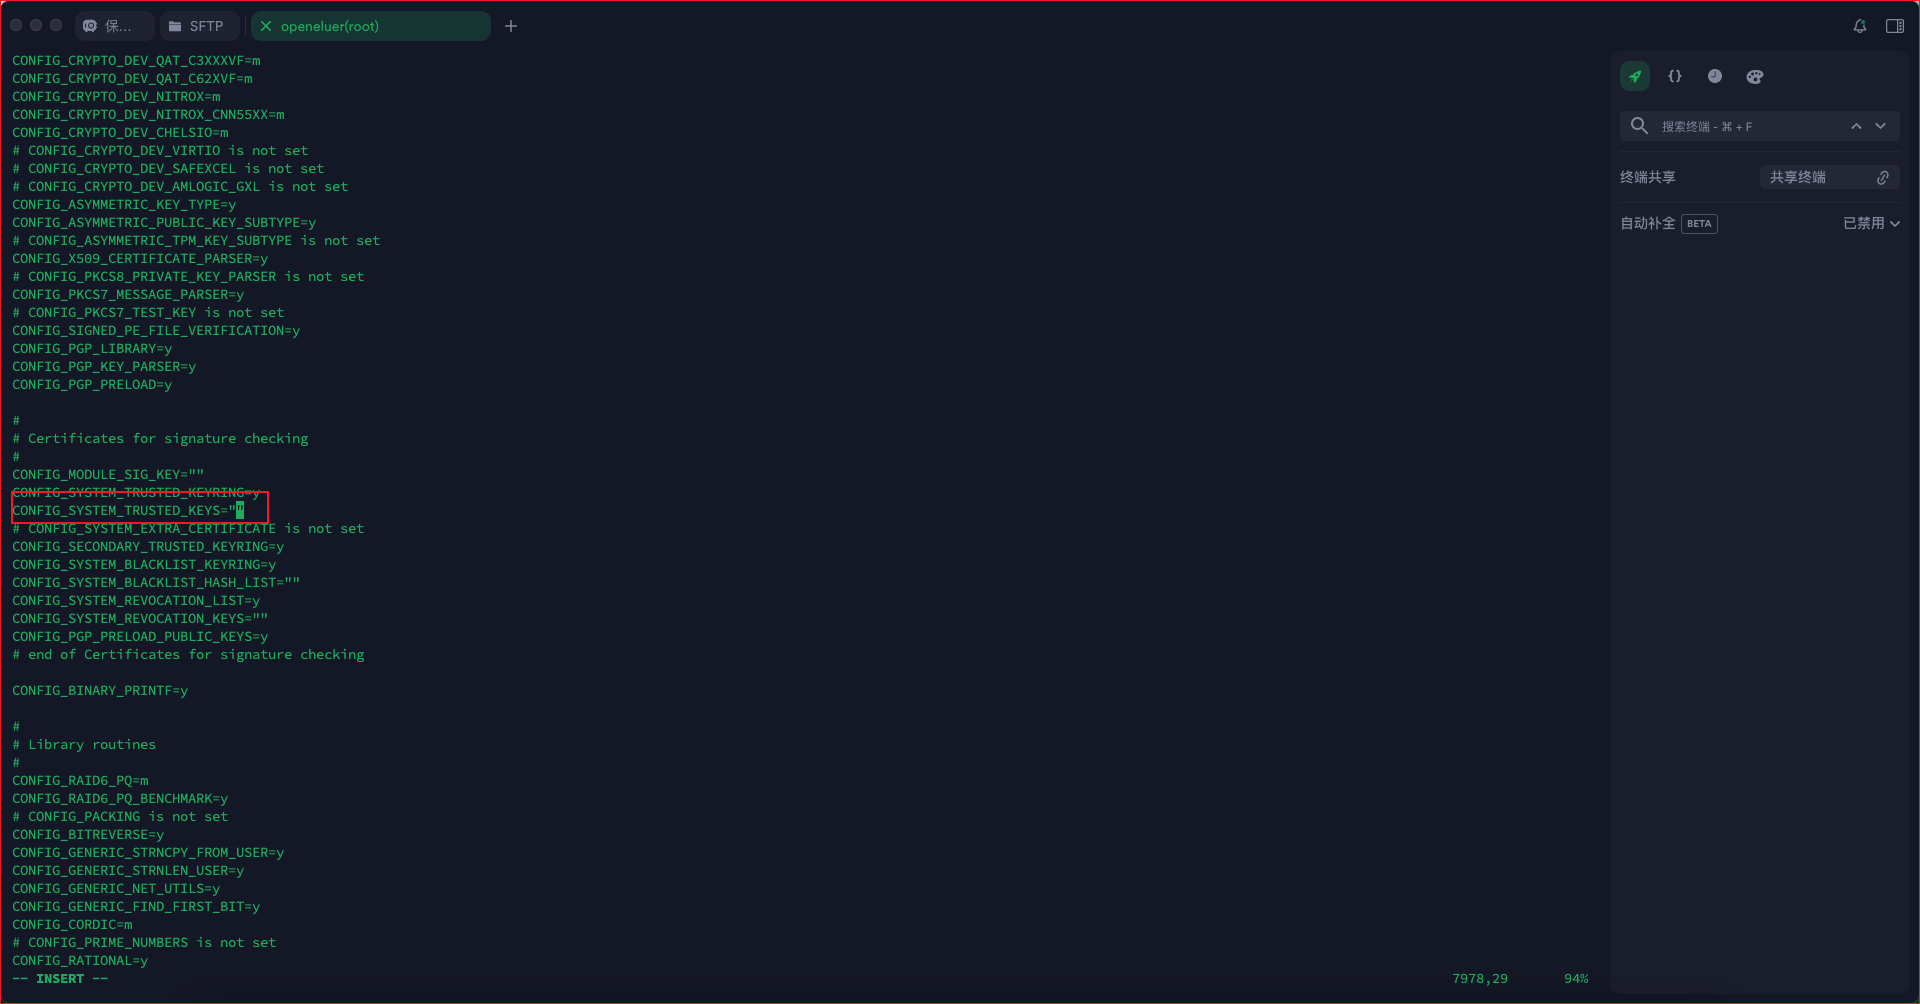 保...
SFTP
openeluer(root)
CONFIG_CRYPTO_DEV_QAT_C3XXXVF=m
CONFIG_CRYPTO_DEV_QAT_C62XVF=m
CONFIG_CRYPTO_DEV_NITROX=m
CONFIG_CRYPTO_DEV_NITROX_CNN55XX=m
CONFIG_CRYPTO_DEV_CHELSIO=m
# CONFIG_CRYPTO_DEV_VIRTIO is not set
# CONFIG_CRYPTO_DEV_SAFEXCEL is not set
# CONFIG_CRYPTO_DEV_AMLOGIC_GXL is not set
CONFIG_ASYMMETRIC_KEY_TYPE=y
CONFIG_ASYMMETRIC_PUBLIC_KEY_SUBTYPE=y
# CONFIG_ASYMMETRIC_TPM_KEY_SUBTYPE is not set
CONFIG_X509_CERTIFICATE_PARSER=y
# CONFIG_PKCS8_PRIVATE_KEY_PARSER is not set
CONFIG_PKCS7_MESSAGE_PARSER=y
# CONFIG_PKCS7_TEST_KEY is not set
CONFIG_SIGNED_PE_FILE_VERIFICATION=y
CONFIG_PGP_LIBRARY=y
CONFIG_PGP_KEY_PARSER=y
CONFIG_PGP_PRELOAD=y
#
# Certificates for signature checking
#
CONFIG_MODULE_SIG_KEY=""
CONFIG_SYSTEM_TRUSTED_KEYRING=y
CONFIG_SYSTEM_TRUSTED_KEYS=""
# CONFIG_SYSTEM_EXTRA_CERTIFICATE is not set
CONFIG_SECONDARY_TRUSTED_KEYRING=y
CONFIG_SYSTEM_BLACKLIST_KEYRING=y
CONFIG_SYSTEM_BLACKLIST_HASH_LIST=""
CONFIG_SYSTEM_REVOCATION_LIST=y
CONFIG_SYSTEM_REVOCATION_KEYS=""
CONFIG_PGP_PRELOAD_PUBLIC_KEYS=y
# end of Certificates for signature checking
CONFIG_BINARY_PRINTF=y
#
# Library routines
#
CONFIG_RAID6_PQ=m
CONFIG_RAID6_PQ_BENCHMARK=y
# CONFIG_PACKING is not set
CONFIG_BITREVERSE=y
CONFIG_GENERIC_STRNCPY_FROM_USER=y
CONFIG_GENERIC_STRNLEN_USER=y
CONFIG_GENERIC_NET_UTILS=y
CONFIG_GENERIC_FIND_FIRST_BIT=y
CONFIG_CORDIC=m
# CONFIG_PRIME_NUMBERS is not set
CONFIG_RATIONAL=y
-- INSERT -- 7978,29 94%
{}
搜索终端 - ⌘ + F
终端共享 共享终端
自动补全 BETA 已禁用